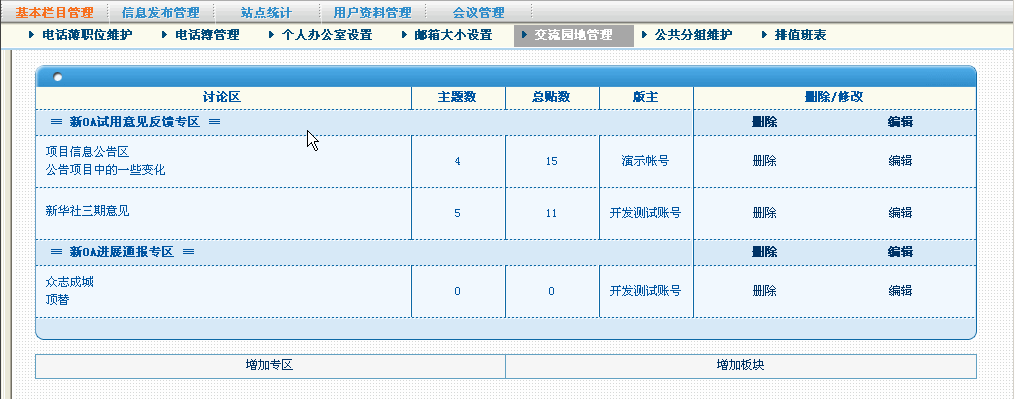 基本栏目管理 信息发布管理 站点统计 用户资料管理 会议管理
电话薄职位维护 电话簿管理 个人办公室设置 邮箱大小设置 交流园地管理 公共分组维护 排值班表
讨论区 主题数 总贴数 版主 删除/修改
新OA试用意见反馈专区 删除 编辑
项目信息公告区
公告项目中的一些变化
4 15 演示帐号 删除 编辑
新华社三期意见 5 11 开发测试账号 删除 编辑
新OA进展通报专区 删除 编辑
众志成城
顶替
0 0 开发测试账号 删除 编辑
增加专区 增加板块